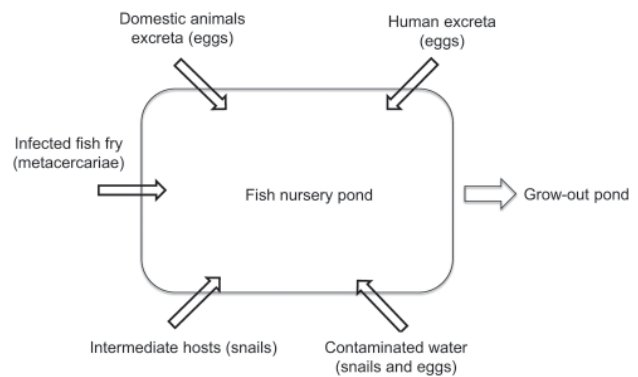 Domestic animals
excreta (eggs)
Human excreta
(eggs)
Infected fish fry
(metacercariae)
Fish nursery pond
Grow-out pond
Intermediate hosts (snails)
Contaminated water
(snails and eggs)